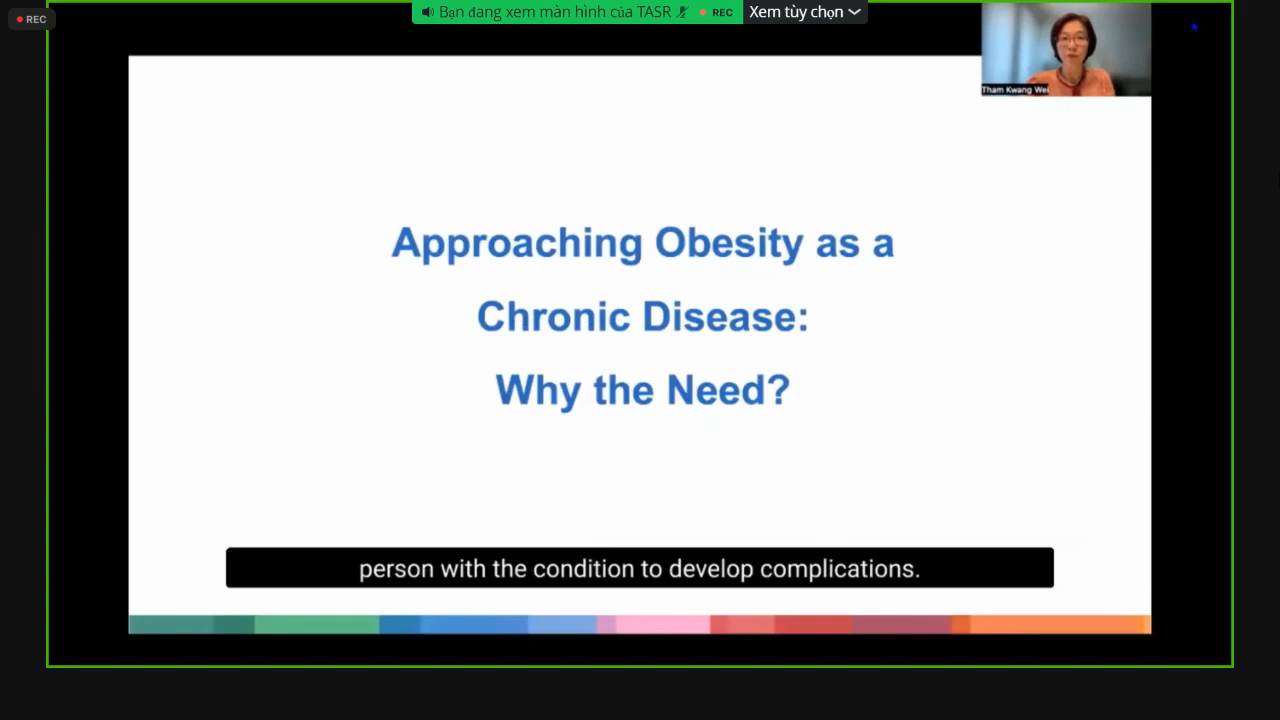 REC
Bạn đang xem màn hình của TASR
REC
Xem tùy chọn
Tham Kwang Wei
Approaching Obesity as a
Chronic Disease:
Why the Need?
person with the condition to develop complications.